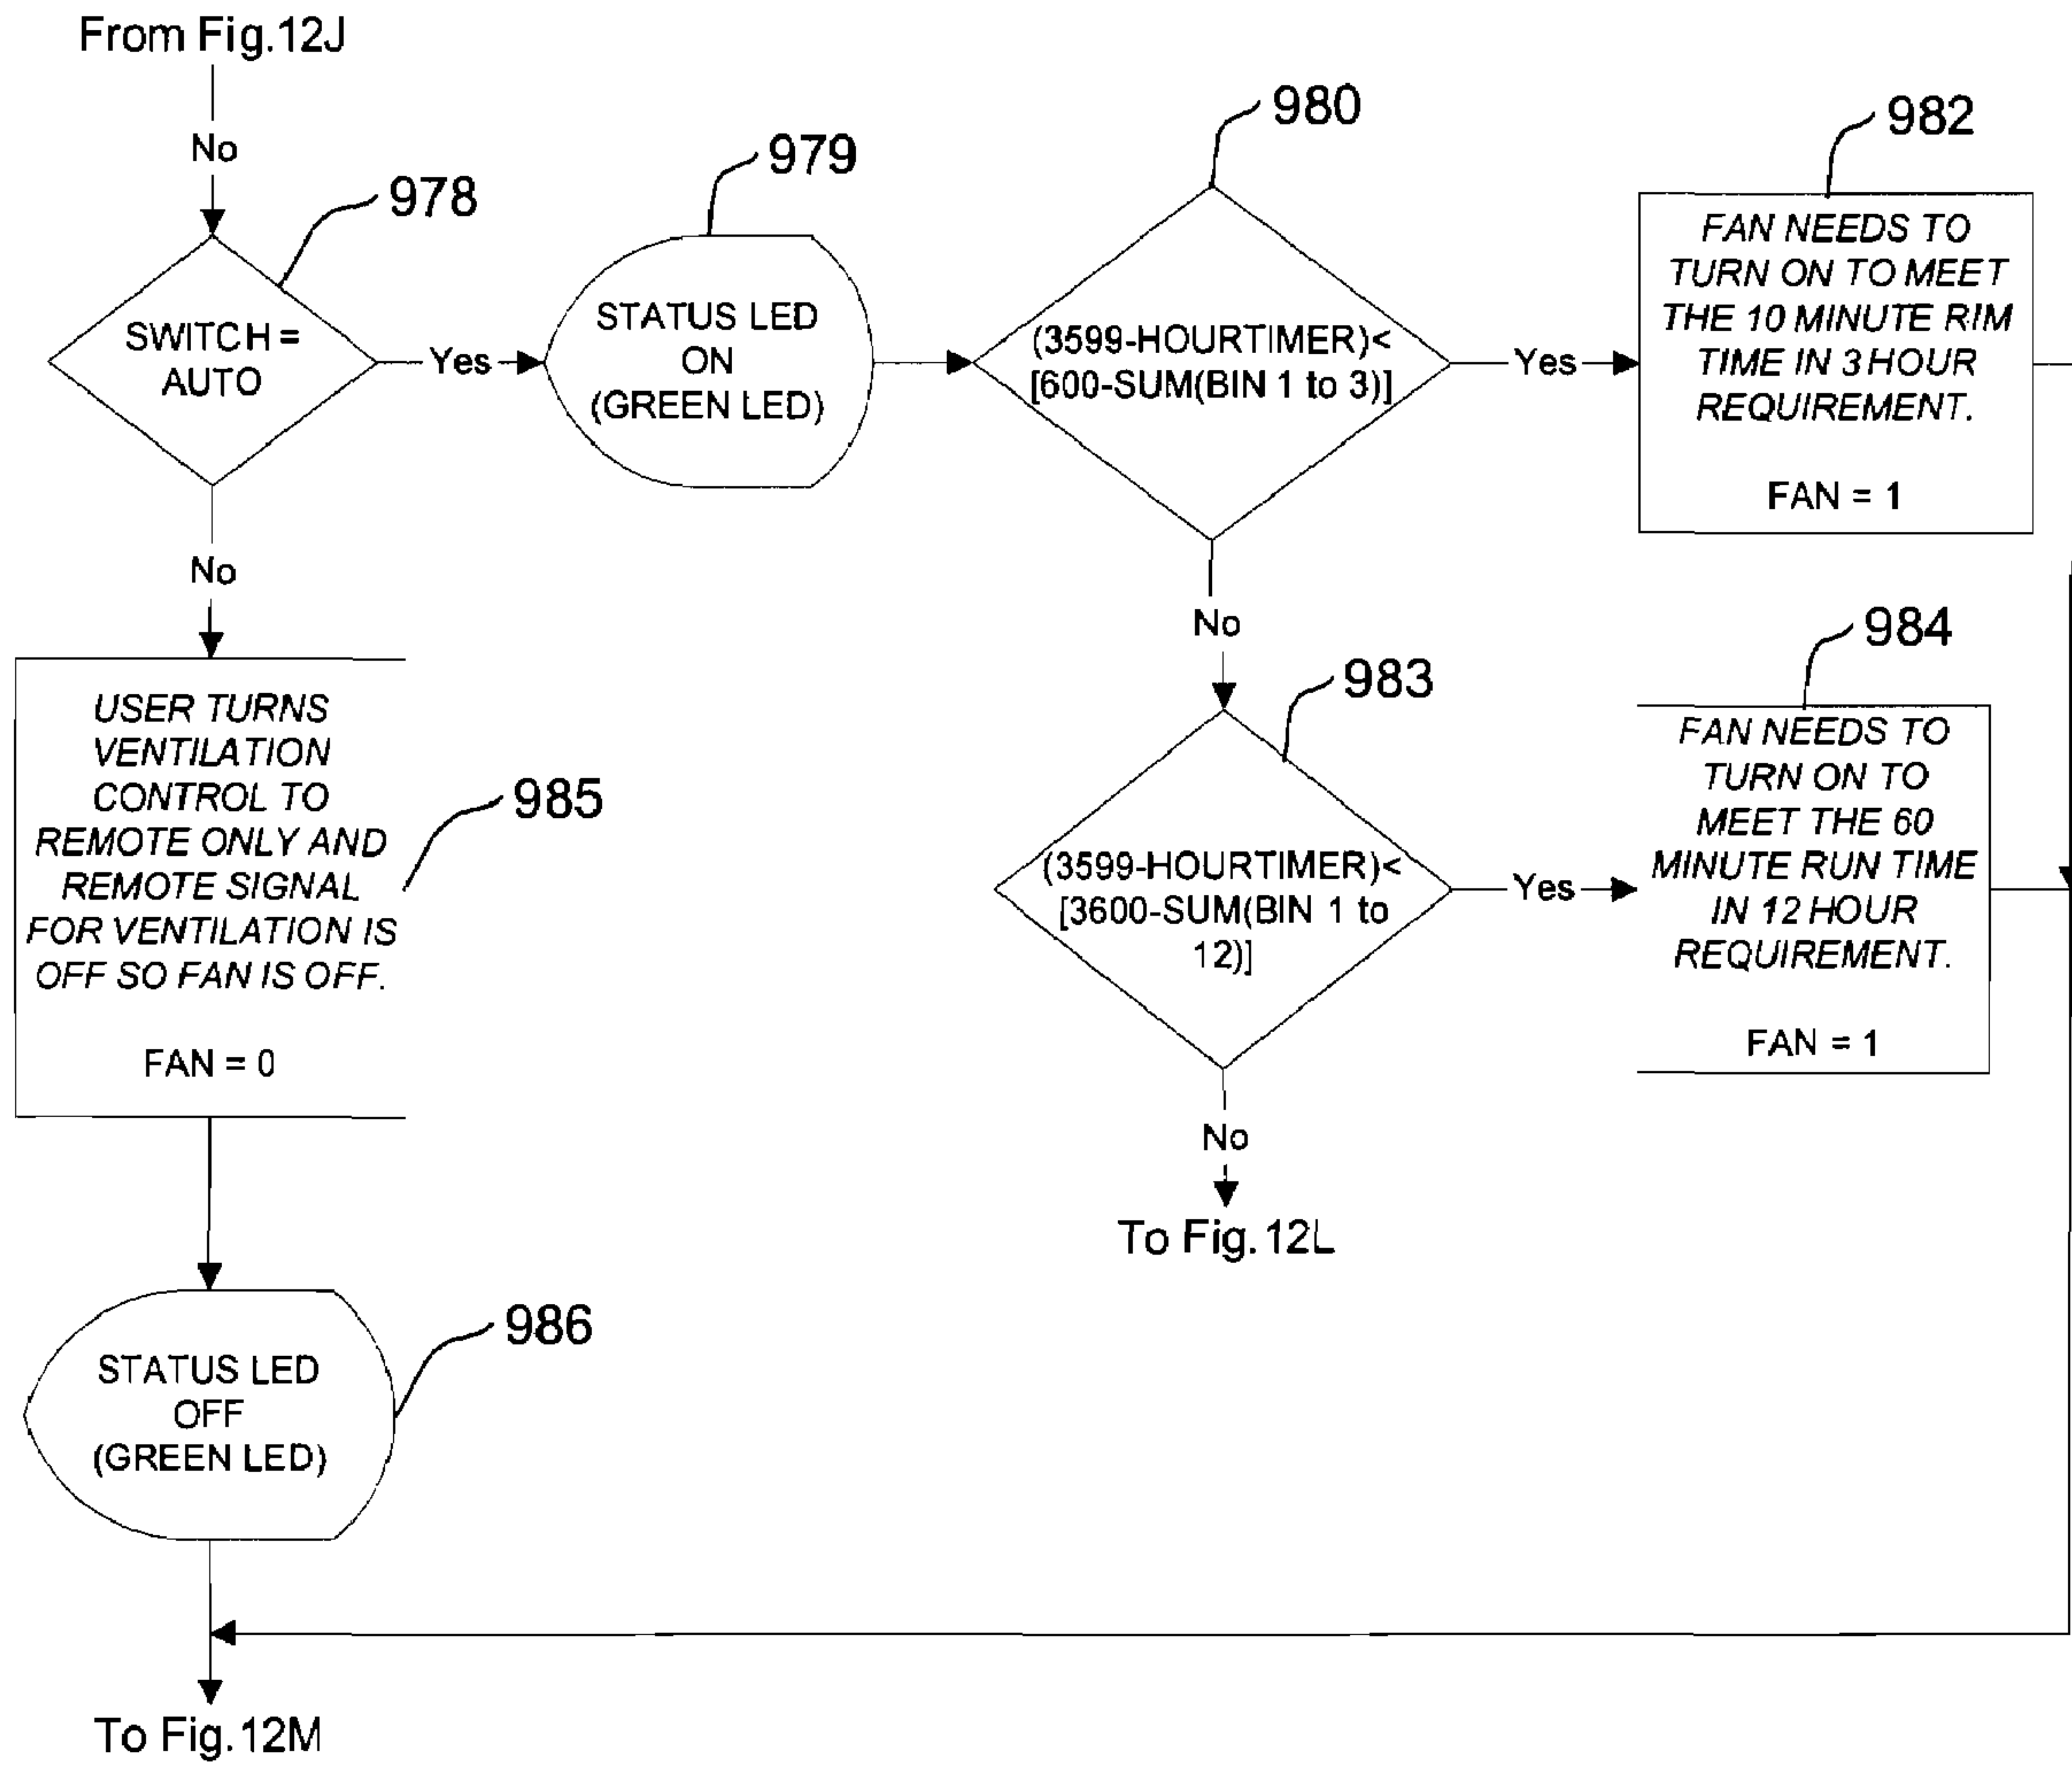 From Fig.12J
No
978
SWITCH =
AUTO
Yes
979
STATUS LED
ON
(GREEN LED)
980
(3599-HOURTIMER)<
[600-SUM(BIN 1 to 3)]
Yes
982
FAN NEEDS TO
TURN ON TO MEET
THE 10 MINUTE RIM
TIME IN 3 HOUR
REQUIREMENT.
FAN = 1
No
No
983
(3599-HOURTIMER)<
[3600-SUM(BIN 1 to
12)]
Yes
984
FAN NEEDS TO
TURN ON TO
MEET THE 60
MINUTE RUN TIME
IN 12 HOUR
REQUIREMENT.
FAN = 1
No
To Fig.12L
USER TURNS
VENTILATION
CONTROL TO
REMOTE ONLY AND
REMOTE SIGNAL
FOR VENTILATION IS
OFF SO FAN IS OFF.
FAN = 0
985
STATUS LED
OFF
(GREEN LED)
986
To Fig.12M